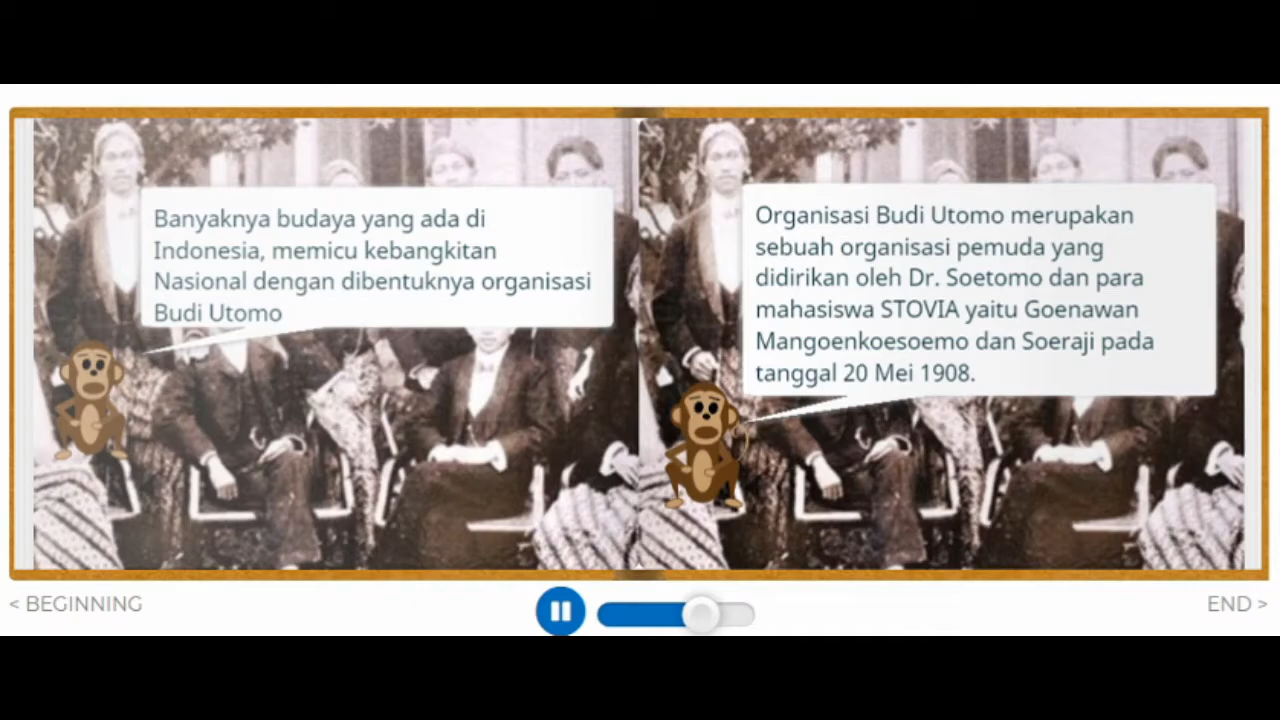 Banyaknya budaya yang ada di
Indonesia, memicu kebangkitan
Nasional dengan dibentuknya organisasi
Budi Utomo
Organisasi Budi Utomo merupakan
sebuah organisasi pemuda yang
didirikan oleh Dr. Soetomo dan para
mahasiswa STOVIA yaitu Goenawan
Mangoenkoesoemo dan Soeraji pada
tanggal 20 Mei 1908.
< BEGINNING
END >